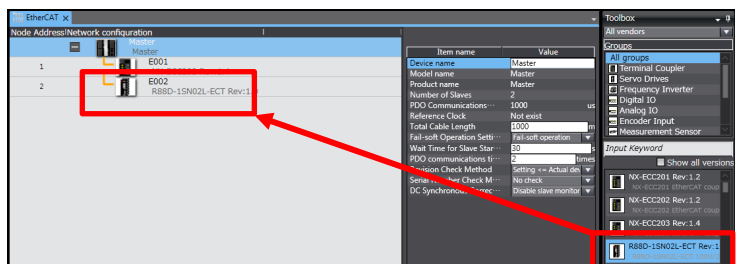 EtherCAT
Node Address Network configuration
Master
Master
1
E001
2
E002
R88D-1SN02L-ECT Rev:1.
Item name Value
Device name Master
Model name Master
Product name Master
Number of Slaves 2
PDO Communications··· 1000 us
Reference Clock Not exist
Total Cable Length 1000 m
Fail-soft Operation Setti··· Fail-soft operation
Wait Time for Slave Star··· 30 s
PDO communications ti··· 2 times
Revision Check Method Setting <= Actual dev
Serial Number Check M··· No check
DC Synchronous Correc··· Disable slave monitor
Toolbox
All vendors
Groups
All groups
Terminal Coupler
Servo Drives
Frequency Inverter
Digital IO
Analog IO
Encoder Input
Measurement Sensor
Input Keyword
Show all versions
NX-ECC201 Rev:1.2
NX-ECC201 EtherCAT coup
NX-ECC202 Rev:1.2
NX-ECC202 EtherCAT coup
NX-ECC203 Rev:1.4
R88D-1SN02L-ECT Rev:1